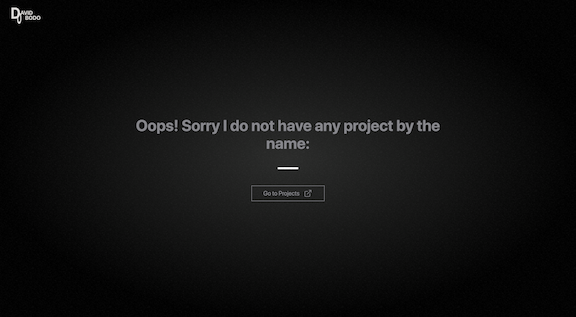 DAVID
BODO
Oops! Sorry I do not have any project by the
name:
Go to Projects